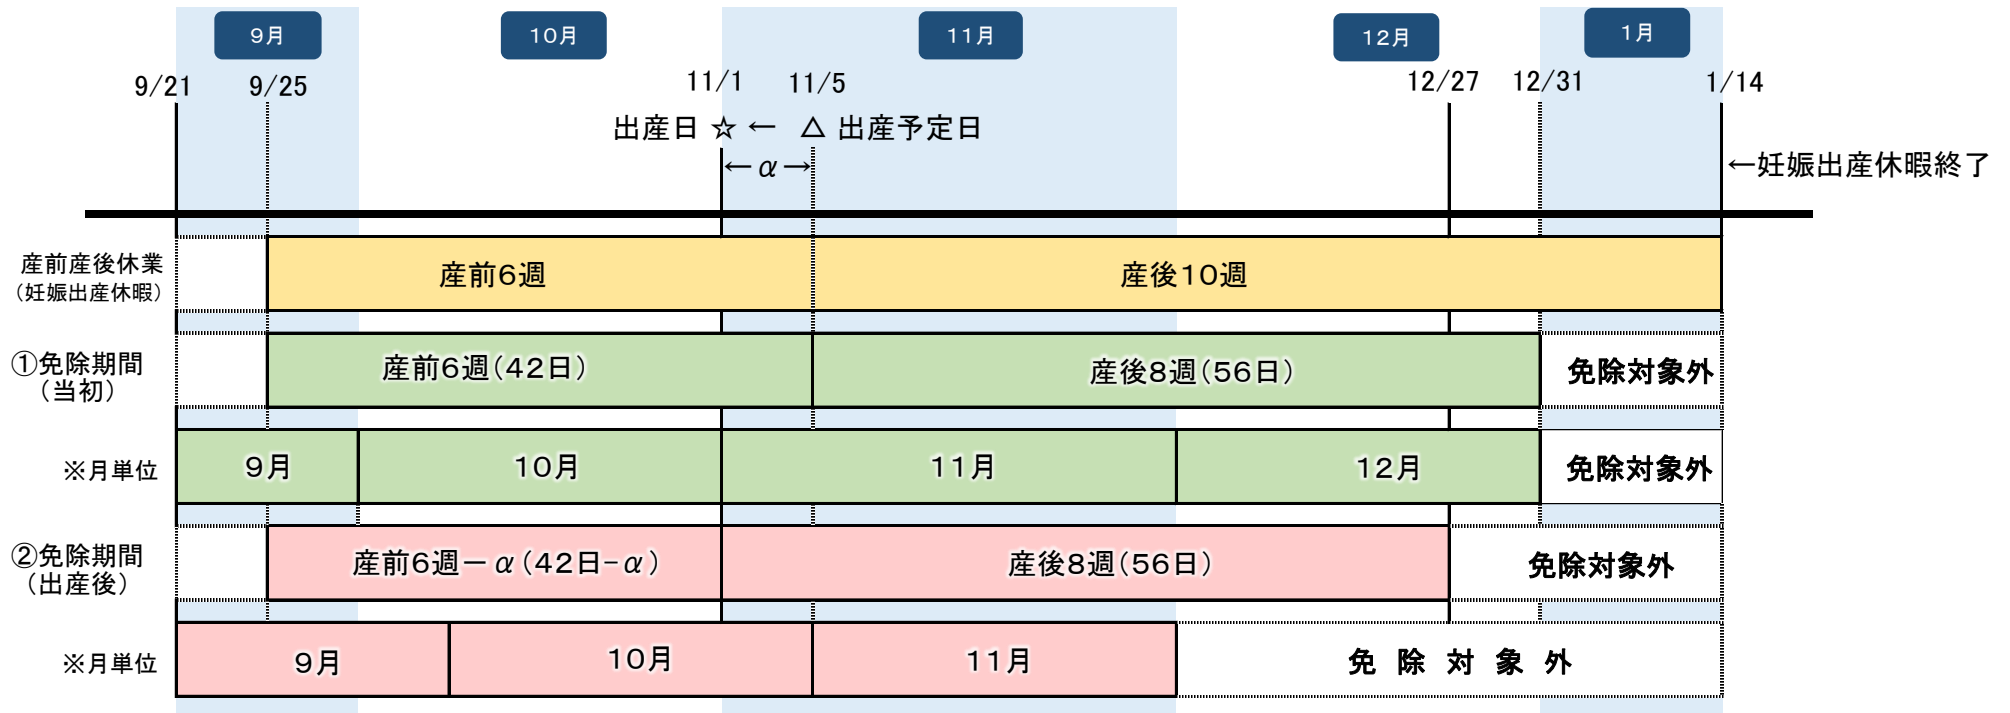 9月
10月
11月
12月
1月
9/21
9/25
11/1
11/5
12/27
12/31
1/14
出産日 ☆ ← △ 出産予定日
←α→
←妊娠出産休暇終了
産前産後休業
（妊娠出産休暇）
産前6週
産後10週
①免除期間
（当初）
産前6週（42日）
産後8週（56日）
免除対象外
※月単位
9月
10月
11月
12月
免除対象外
②免除期間
（出産後）
産前6週－α（42日-α）
産後8週（56日）
免除対象外
※月単位
9月
10月
11月
免除対象外